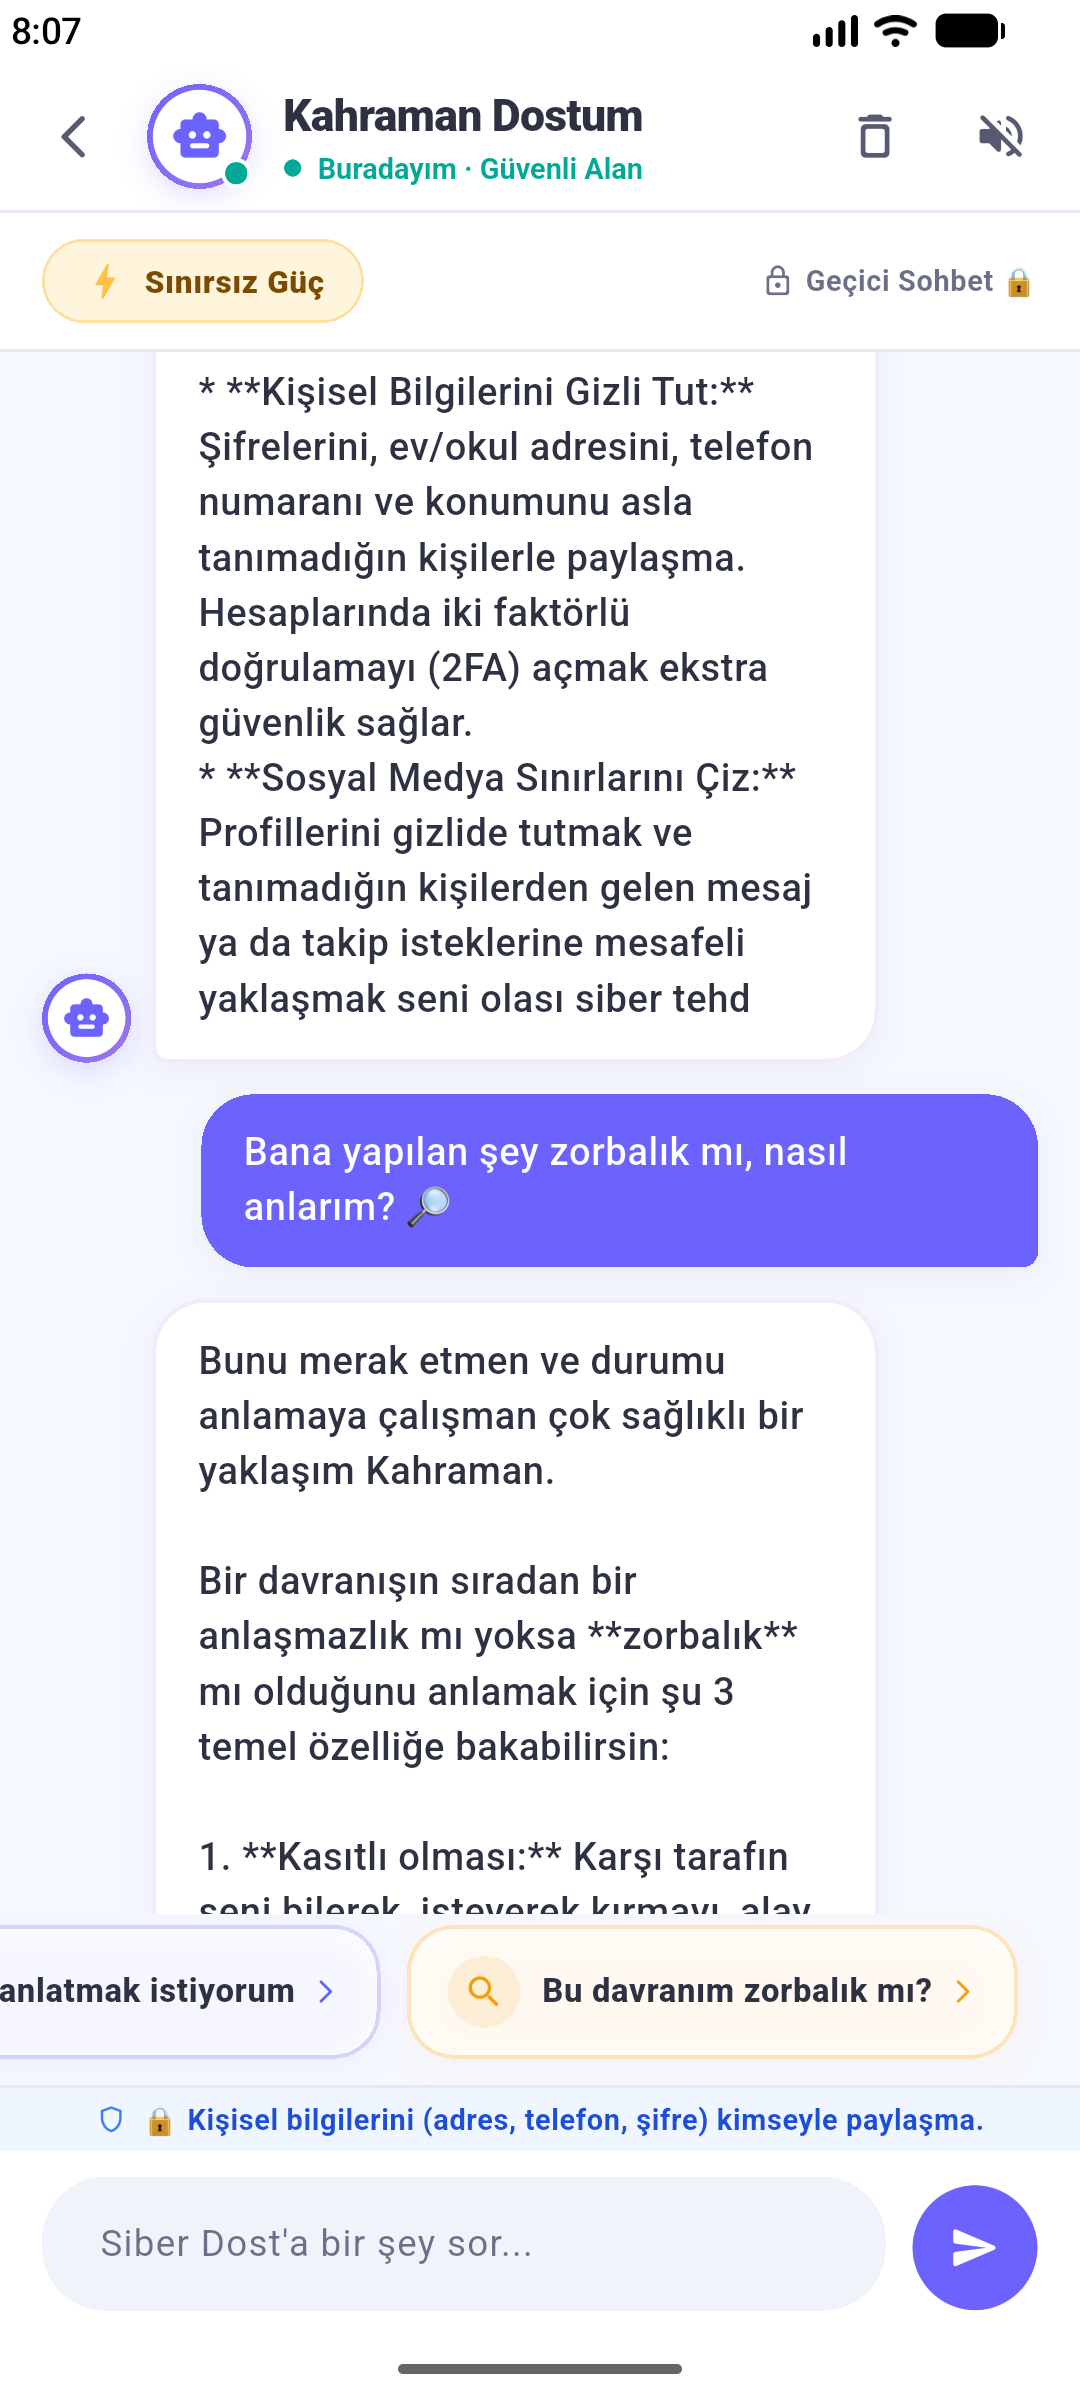 8:07
Kahraman Dostum
Buradayım · Güvenli Alan
Sınırsız Güç
Geçici Sohbet 🔒
* **Kişisel Bilgilerini Gizli Tut:**
Şifrelerini, ev/okul adresini, telefon
numaranı ve konumunu asla
tanımadığın kişilerle paylaşma.
Hesaplarında iki faktörlü
doğrulamayı (2FA) açmak ekstra
güvenlik sağlar.
* **Sosyal Medya Sınırlarını Çiz:**
Profillerini gizlide tutmak ve
tanımadığın kişilerden gelen mesaj
ya da takip isteklerine mesafeli
yaklaşmak seni olası siber tehd
Bana yapılan şey zorbalık mı, nasıl
anlarım? 🔎
Bunu merak etmen ve durumu
anlamaya çalışman çok sağlıklı bir
yaklaşım Kahraman.
Bir davranışın sıradan bir
anlaşmazlık mı yoksa **zorbalık**
mı olduğunu anlamak için şu 3
temel özelliğe bakabilirsin:
1. **Kasıtlı olması:** Karşı tarafın
seni bilerek, isteyerek kırmayı, alay
anlatmak istiyorum
Bu davranım zorbalık mı?
🔒 Kişisel bilgilerini (adres, telefon, şifre) kimseyle paylaşma.
Siber Dost'a bir şey sor...